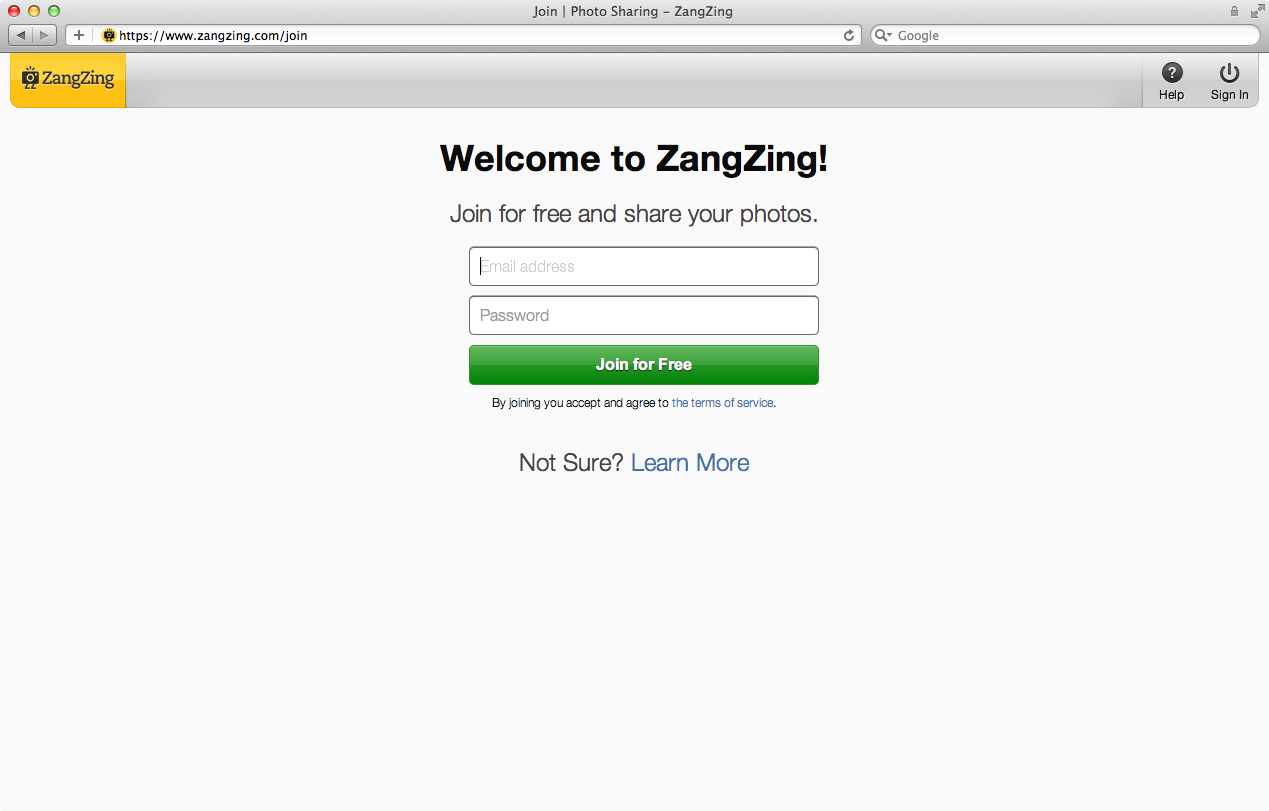 Join | Photo Sharing – ZangZing
https://www.zangzing.com/join
Google
ZangZing
?
Help
Sign In
Welcome to ZangZing!
Join for free and share your photos.
Email address
Password
Join for Free
By joining you accept and agree to the terms of service.
Not Sure? Learn More